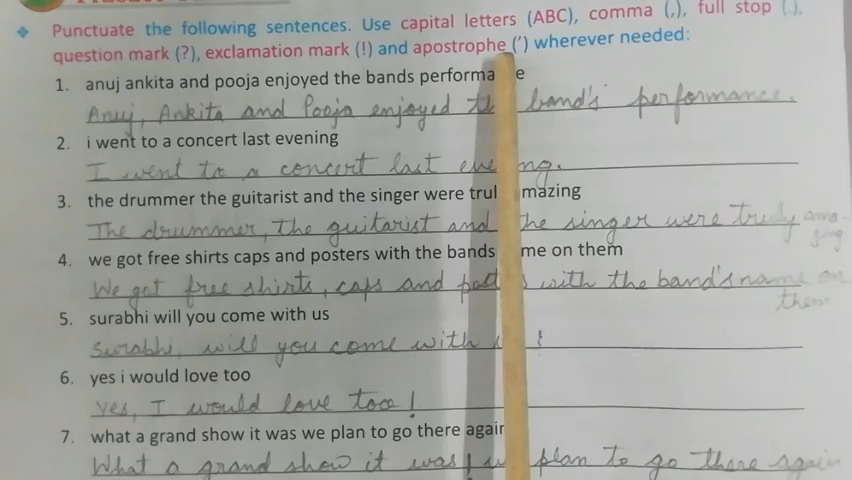 Punctuate the following sentences. Use capital letters (ABC), comma (,), full stop (.),
question mark (?), exclamation mark (!) and apostrophe (’) wherever needed:
1. anuj ankita and pooja enjoyed the bands performa e
Anuj, Ankita and Pooja enjoyed the band's performance.
2. i went to a concert last evening
I went to a concert last eve ng.
3. the drummer the guitarist and the singer were trul mazing
The drummer, the guitarist and the singer were truly ama-
zing
4. we got free shirts caps and posters with the bands me on them
We got free shirts, caps and with the band's name on
them
5. surabhi will you come with us
Surabhi, will you come with
6. yes i would love too
Yes, I would love too!
7. what a grand show it was we plan to go there again
What a grand show it was! we plan to go there again